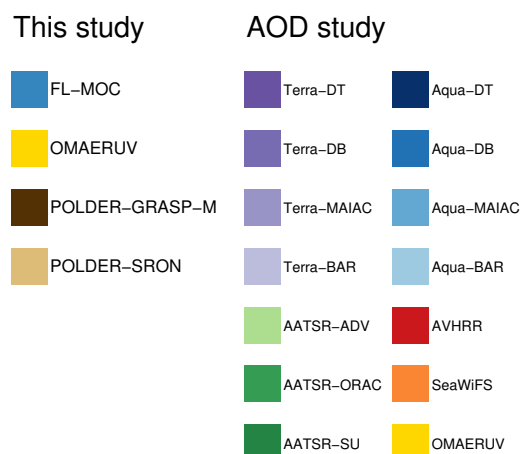 This study
FL−MOC
OMAERUV
POLDER−GRASP−M
POLDER−SRON
AOD study
Terra−DT
Terra−DB
Terra−MAIAC
Terra−BAR
AATSR−ADV
AATSR−ORAC
AATSR−SU
Aqua−DT
Aqua−DB
Aqua−MAIAC
Aqua−BAR
AVHRR
SeaWiFS
OMAERUV